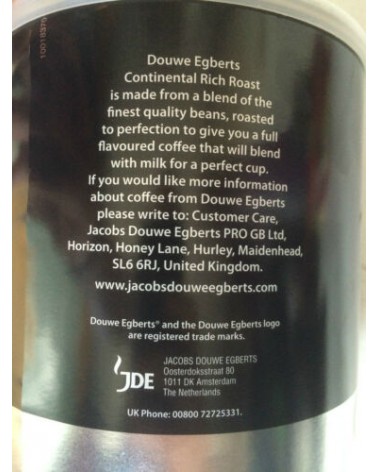 10018379
Douwe Egberts
Continental Rich Roast
is made from a blend of the
finest quality beans, roasted
to perfection to give you a full
flavoured coffee that will blend
with milk for a perfect cup.
If you would like more information
about coffee from Douwe Egberts
please write to: Customer Care,
Jacobs Douwe Egberts PRO GB Ltd,
Horizon, Honey Lane, Hurley, Maidenhead,
SL6 6RJ, United Kingdom.
www.jacobsdouweegberts.com
Douwe Egberts® and the Douwe Egberts logo
are registered trade marks.
JDE
JACOBS DOUWE EGBERTS
Oosterdoksstraat 80
1011 DK Amsterdam
The Netherlands
UK Phone: 00800 72725331.